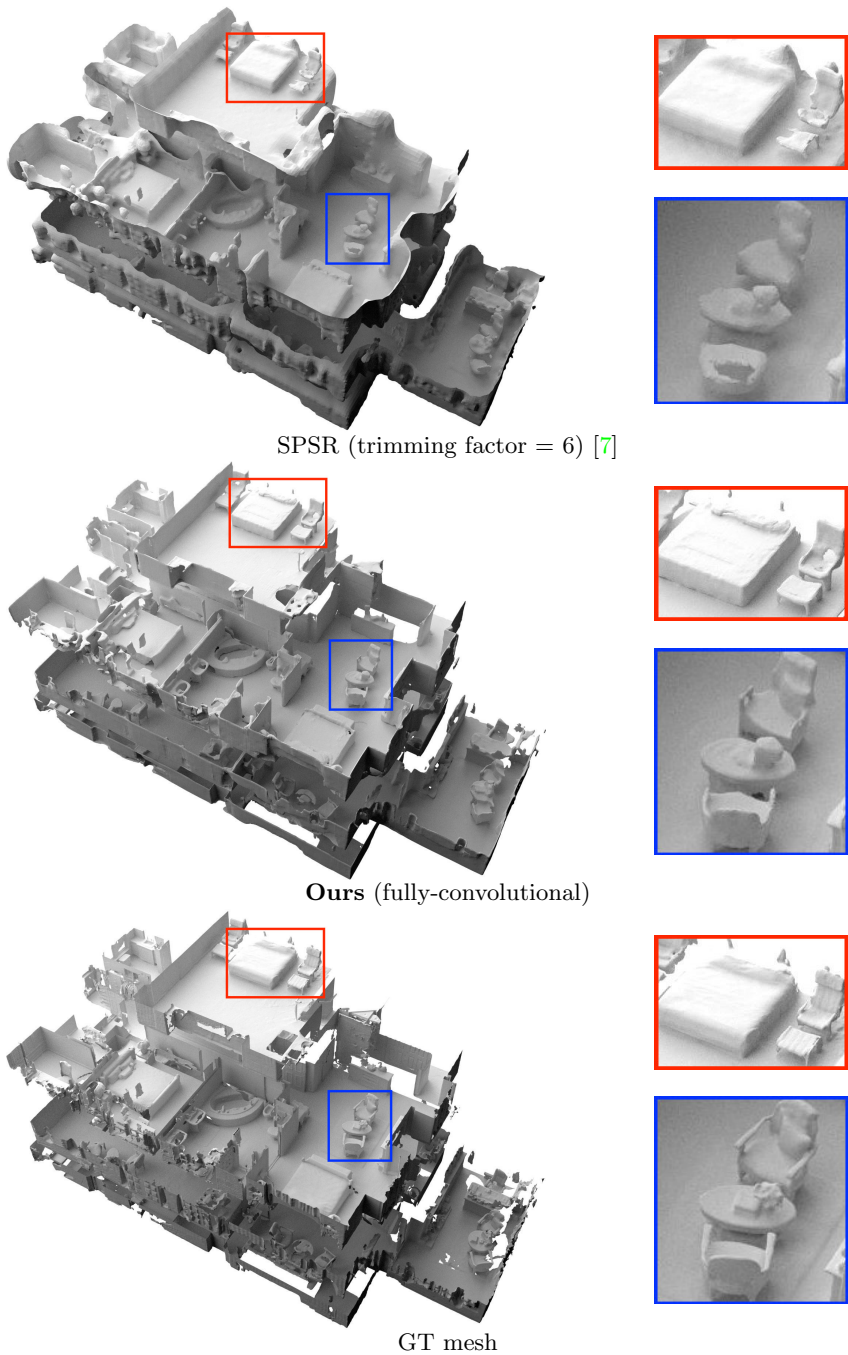 SPSR (trimming factor = 6) [7]
Ours (fully-convolutional)
GT mesh